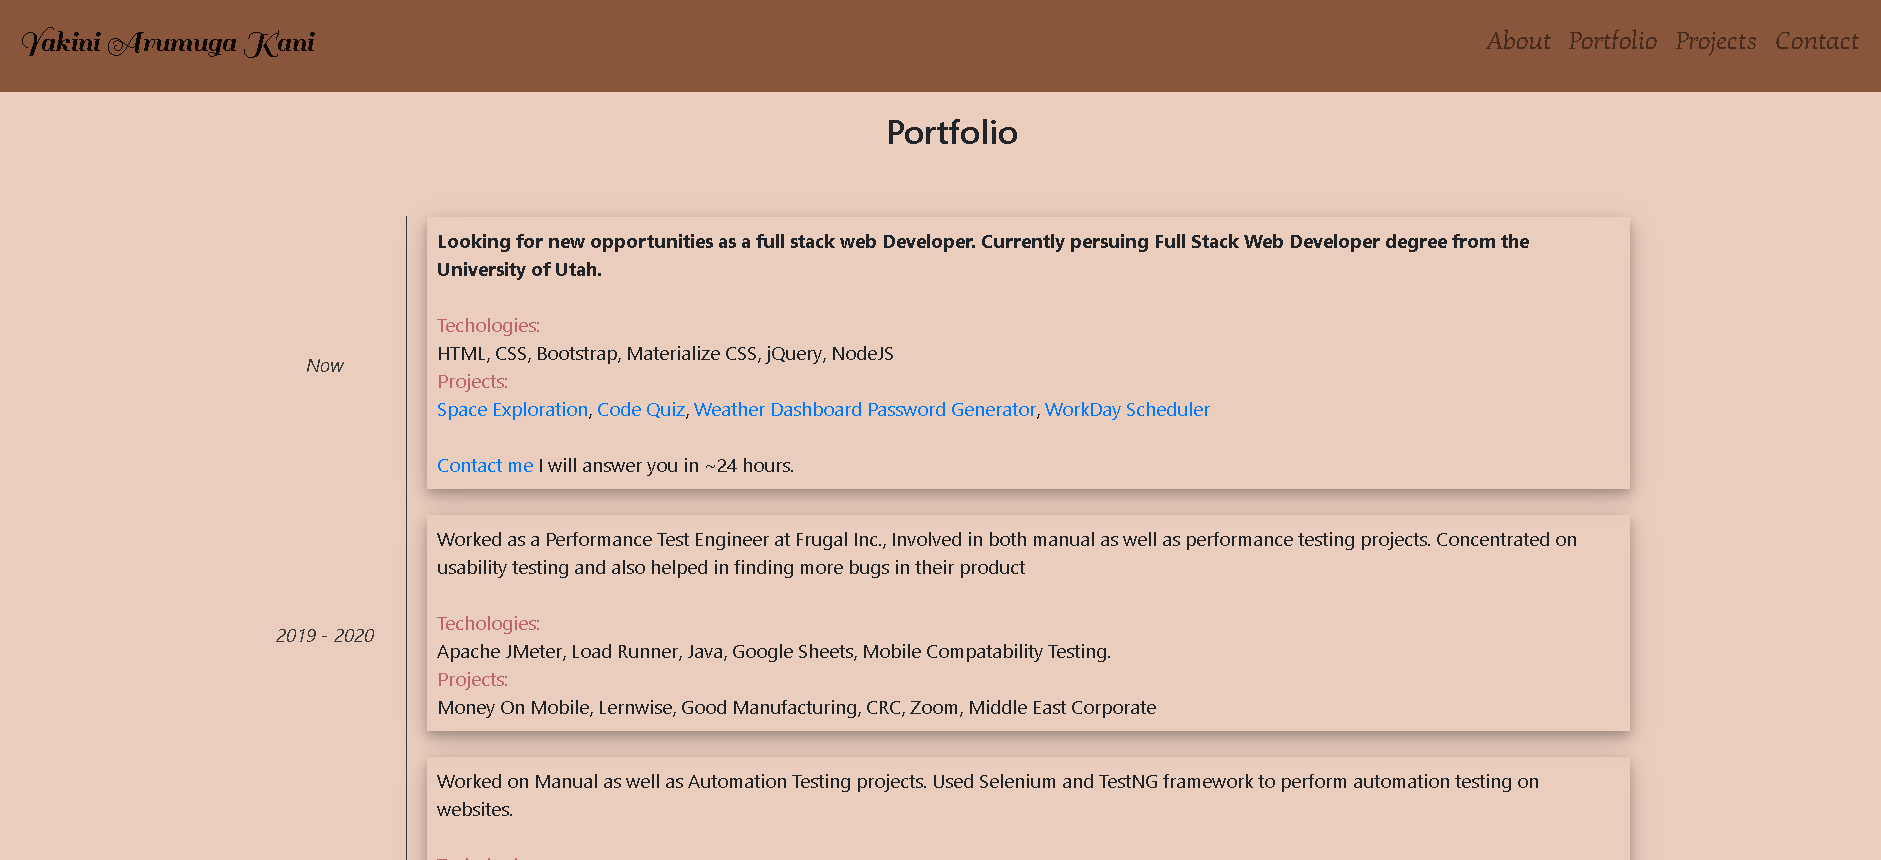 Yakini Arumuga Kani
About Portfolio Projects Contact
Portfolio
Now
Looking for new opportunities as a full stack web Developer. Currently persuing Full Stack Web Developer degree from the
University of Utah.
Techologies:
HTML, CSS, Bootstrap, Materialize CSS, jQuery, NodeJS
Projects:
Space Exploration, Code Quiz, Weather Dashboard Password Generator, WorkDay Scheduler
Contact me I will answer you in ~24 hours.
2019 - 2020
Worked as a Performance Test Engineer at Frugal Inc., Involved in both manual as well as performance testing projects. Concentrated on
usability testing and also helped in finding more bugs in their product
Techologies:
Apache JMeter, Load Runner, Java, Google Sheets, Mobile Compatability Testing.
Projects:
Money On Mobile, Lernwise, Good Manufacturing, CRC, Zoom, Middle East Corporate
Worked on Manual as well as Automation Testing projects. Used Selenium and TestNG framework to perform automation testing on
websites.